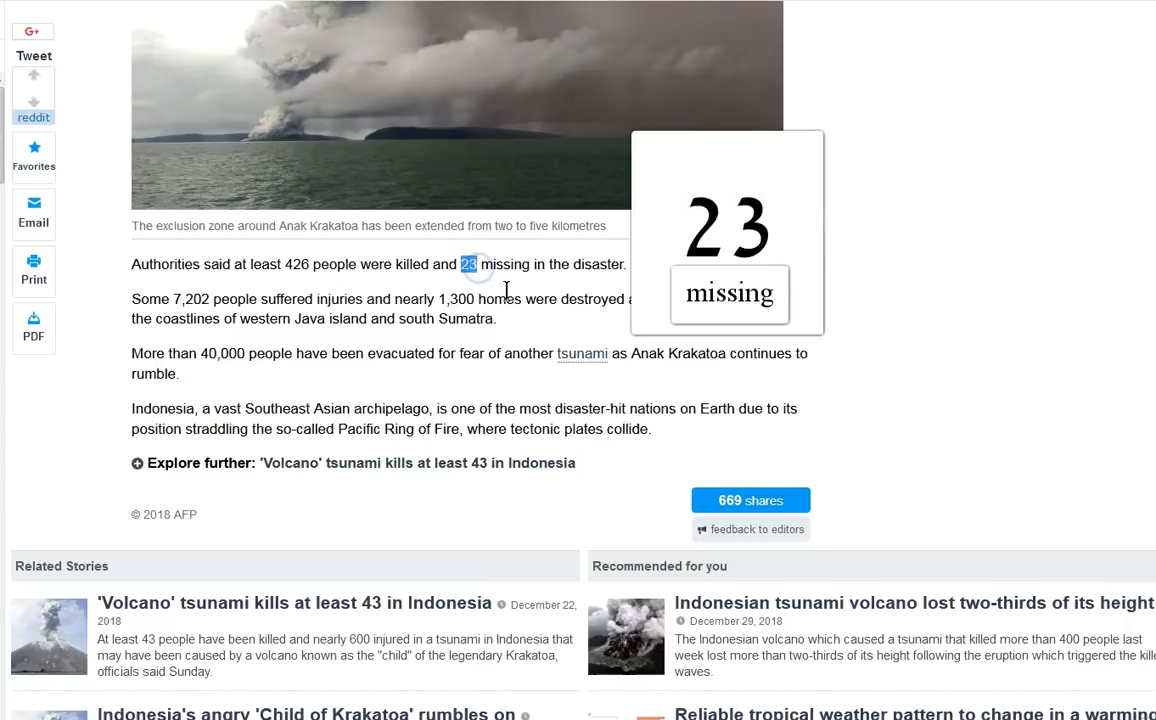 G+
Tweet
reddit
Favorites
Email
Print
PDF
The exclusion zone around Anak Krakatoa has been extended from two to five kilometres
Authorities said at least 426 people were killed and 23 missing in the disaster.
Some 7,202 people suffered injuries and nearly 1,300 homes were destroyed
the coastlines of western Java island and south Sumatra.
23
missing
More than 40,000 people have been evacuated for fear of another tsunami as Anak Krakatoa continues to
rumble.
Indonesia, a vast Southeast Asian archipelago, is one of the most disaster-hit nations on Earth due to its
position straddling the so-called Pacific Ring of Fire, where tectonic plates collide.
Explore further: 'Volcano' tsunami kills at least 43 in Indonesia
669 shares
© 2018 AFP
feedback to editors
Related Stories
'Volcano' tsunami kills at least 43 in Indonesia December 22,
2018
At least 43 people have been killed and nearly 600 injured in a tsunami in Indonesia that
may have been caused by a volcano known as the "child" of the legendary Krakatoa,
officials said Sunday.
Indonesia's angry 'Child of Krakatoa' rumbles on
Recommended for you
Indonesian tsunami volcano lost two-thirds of its height
December 29, 2018
The Indonesian volcano which caused a tsunami that killed more than 400 people last
week lost more than two-thirds of its height following the eruption which triggered the
waves.
Reliable tropical weather pattern to change in a warming